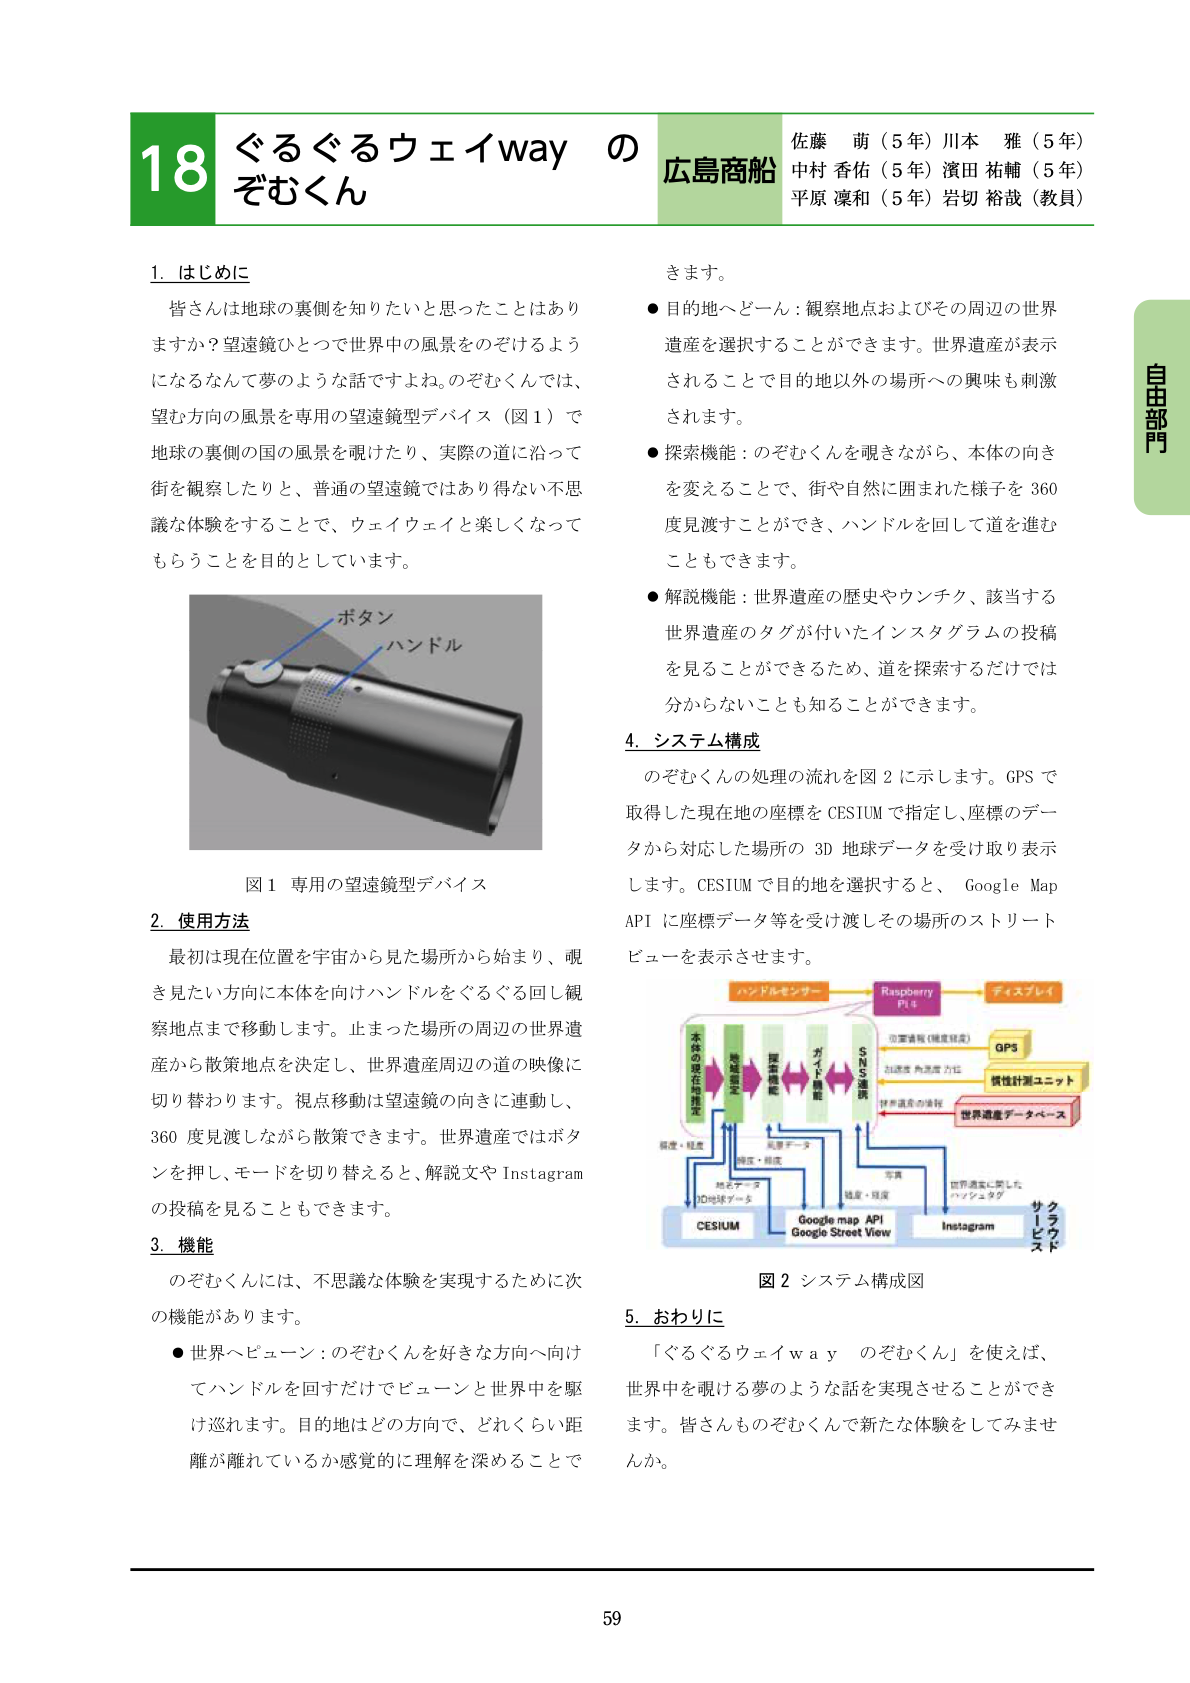 18
ぐるぐるウェイway　の
ぞむくん
広島商船
佐藤　萌（５年）川本　雅（５年）
中村 香佑（５年）濱田 祐輔（５年）
平原 凜和（５年）岩切 裕哉（教員）
自由部門
1. はじめに
皆さんは地球の裏側を知りたいと思ったことはあり
ますか？望遠鏡ひとつで世界中の風景をのぞけるよう
になるなんて夢のような話ですよね。のぞむくんでは、
望む方向の風景を専用の望遠鏡型デバイス（図１）で
地球の裏側の国の風景を覗けたり、実際の道に沿って
街を観察したりと、普通の望遠鏡ではあり得ない不思
議な体験をすることで、ウェイウェイと楽しくなって
もらうことを目的としています。
ボタン
ハンドル
図１ 専用の望遠鏡型デバイス
2. 使用方法
最初は現在位置を宇宙から見た場所から始まり、覗
き見たい方向に本体を向けハンドルをぐるぐる回し観
察地点まで移動します。止まった場所の周辺の世界遺
産から散策地点を決定し、世界遺産周辺の道の映像に
切り替わります。視点移動は望遠鏡の向きに連動し、
360 度見渡しながら散策できます。世界遺産ではボタ
ンを押し、モードを切り替えると、解説文や Instagram
の投稿を見ることもできます。
3. 機能
のぞむくんには、不思議な体験を実現するために次
の機能があります。
● 世界へビューン：のぞむくんを好きな方向へ向け
てハンドルを回すだけでビューンと世界中を駆
け巡れます。目的地はどの方向で、どれくらい距
離が離れているか感覚的に理解を深めることで
きます。
● 目的地へどーん：観察地点およびその周辺の世界
遺産を選択することができます。世界遺産が表示
されることで目的地以外の場所への興味も刺激
されます。
● 探索機能：のぞむくんを覗きながら、本体の向き
を変えることで、街や自然に囲まれた様子を 360
度見渡すことができ、ハンドルを回して道を進む
こともできます。
● 解説機能：世界遺産の歴史やウンチク、該当する
世界遺産のタグが付いたインスタグラムの投稿
を見ることができるため、道を探索するだけでは
分からないことも知ることができます。
4. システム構成
のぞむくんの処理の流れを図 2 に示します。GPS で
取得した現在地の座標を CESIUM で指定し、座標のデー
タから対応した場所の 3D 地球データを受け取り表示
します。CESIUM で目的地を選択すると、 Google Map
API に座標データ等を受け渡しその場所のストリート
ビューを表示させます。
ハンドルセンサー
Raspberry
Pi 4
ディスプレイ
本体の現在地推定
地域指定
探索機能
ガイド機能
SNS連携
位置情報（緯度経度）
GPS
加速度 角速度 方位
慣性計測ユニット
世界遺産の情報
世界遺産データベース
緯度・経度
緯度・経度
風景データ
地名データ
3D地球データ
緯度・経度
写真
世界遺産に関した
ハッシュタグ
CESIUM
Google map API
Google Street View
Instagram
クラウド
サービス
図 2 システム構成図
5. おわりに
「ぐるぐるウェイｗａｙ　のぞむくん」を使えば、
世界中を覗ける夢のような話を実現させることができ
ます。皆さんものぞむくんで新たな体験をしてみませ
んか。
59